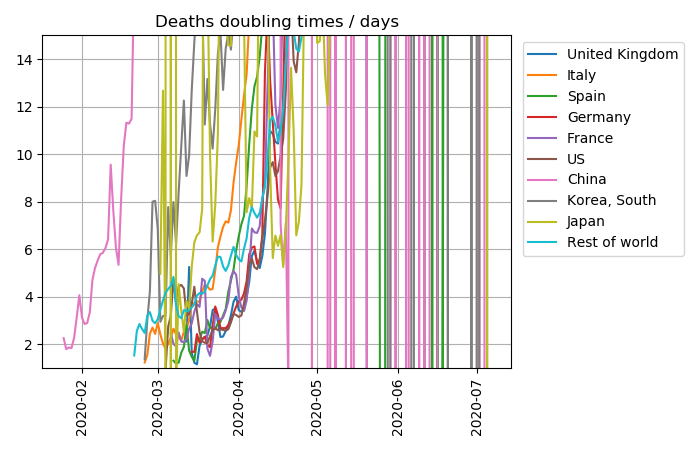 Deaths doubling times / days
14
12
10
8
6
4
2
2020-02
2020-03
2020-04
2020-05
2020-06
2020-07
United Kingdom
Italy
Spain
Germany
France
US
China
Korea, South
Japan
Rest of world